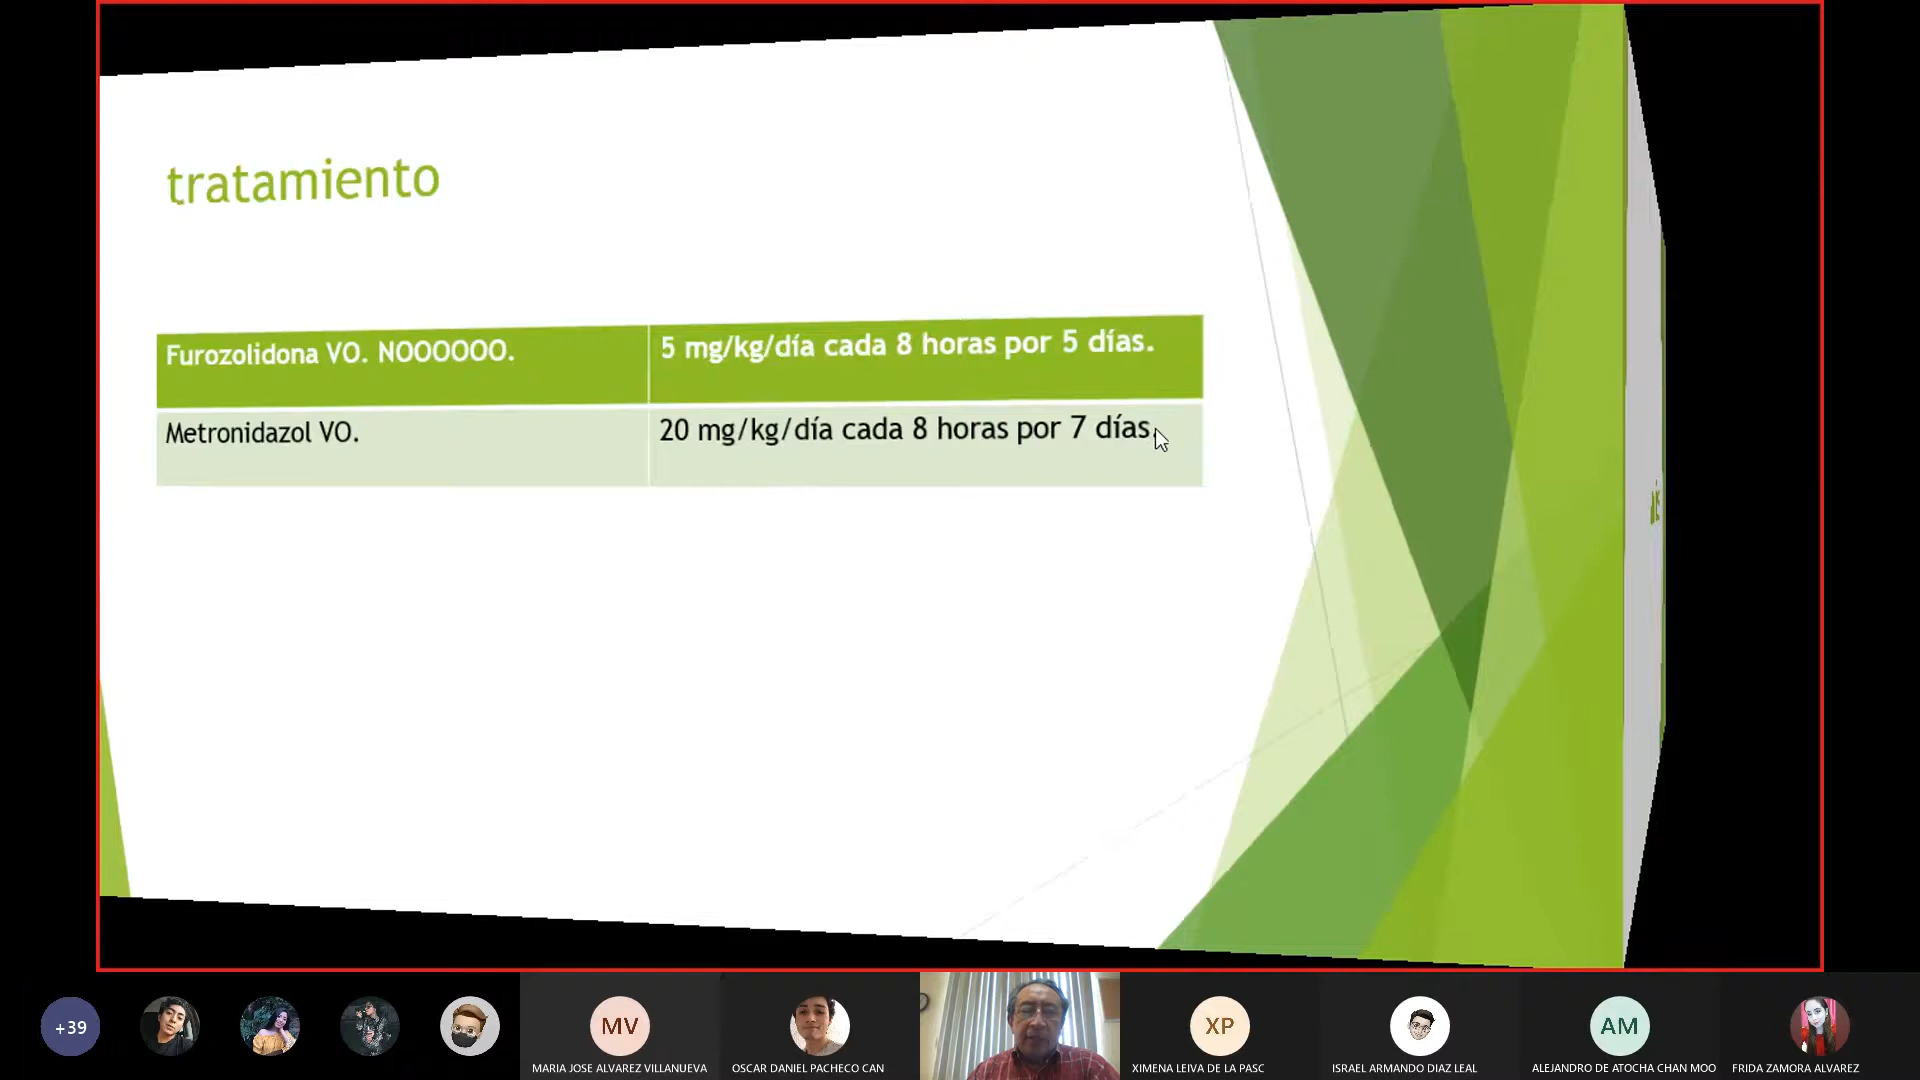 tratamiento
Furozolidona VO. NOOOOOO.
5 mg/kg/día cada 8 horas por 5 días.
Metronidazol VO.
20 mg/kg/día cada 8 horas por 7 días.
+39
MV
XP
AM
MARIA JOSE ALVAREZ VILLANUEVA
OSCAR DANIEL PACHECO CAN
XIMENA LEIVA DE LA PASC
ISRAEL ARMANDO DIAZ LEAL
ALEJANDRO DE ATOCHA CHAN MOO
FRIDA ZAMORA ALVAREZ